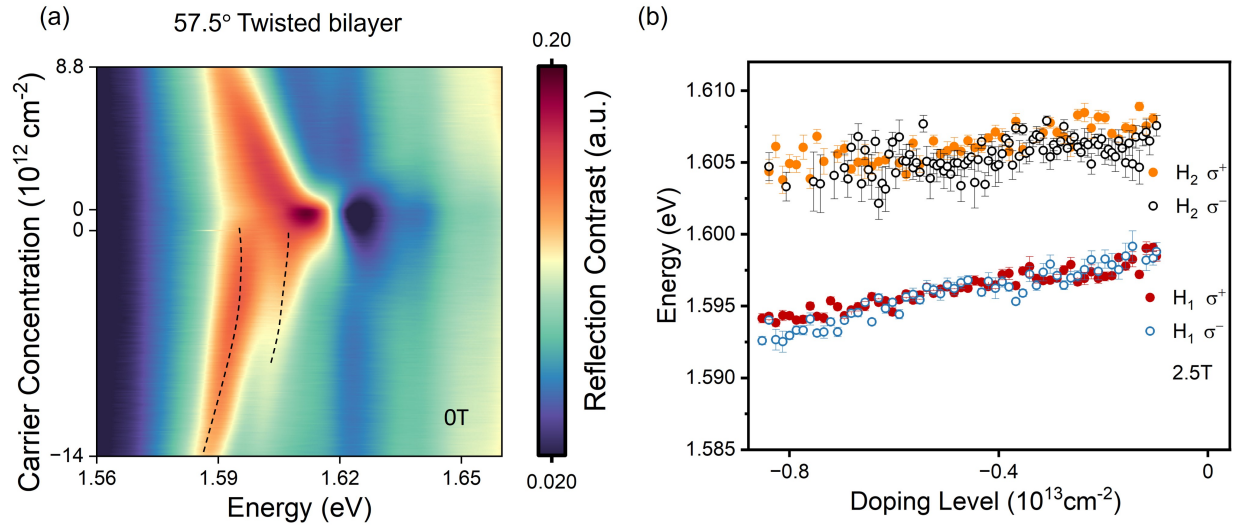 (a)
57.5° Twisted bilayer
8.8
0
0
−14
Carrier Concentration (10¹² cm⁻²)
1.56
1.59
1.62
1.65
Energy (eV)
0T
0.20
0.020
Reflection Contrast (a.u.)
(b)
1.610
1.605
1.600
1.595
1.590
1.585
Energy (eV)
H₂ σ⁺
H₂ σ⁻
H₁ σ⁺
H₁ σ⁻
2.5T
−0.8
−0.4
0
Doping Level (10¹³cm⁻²)